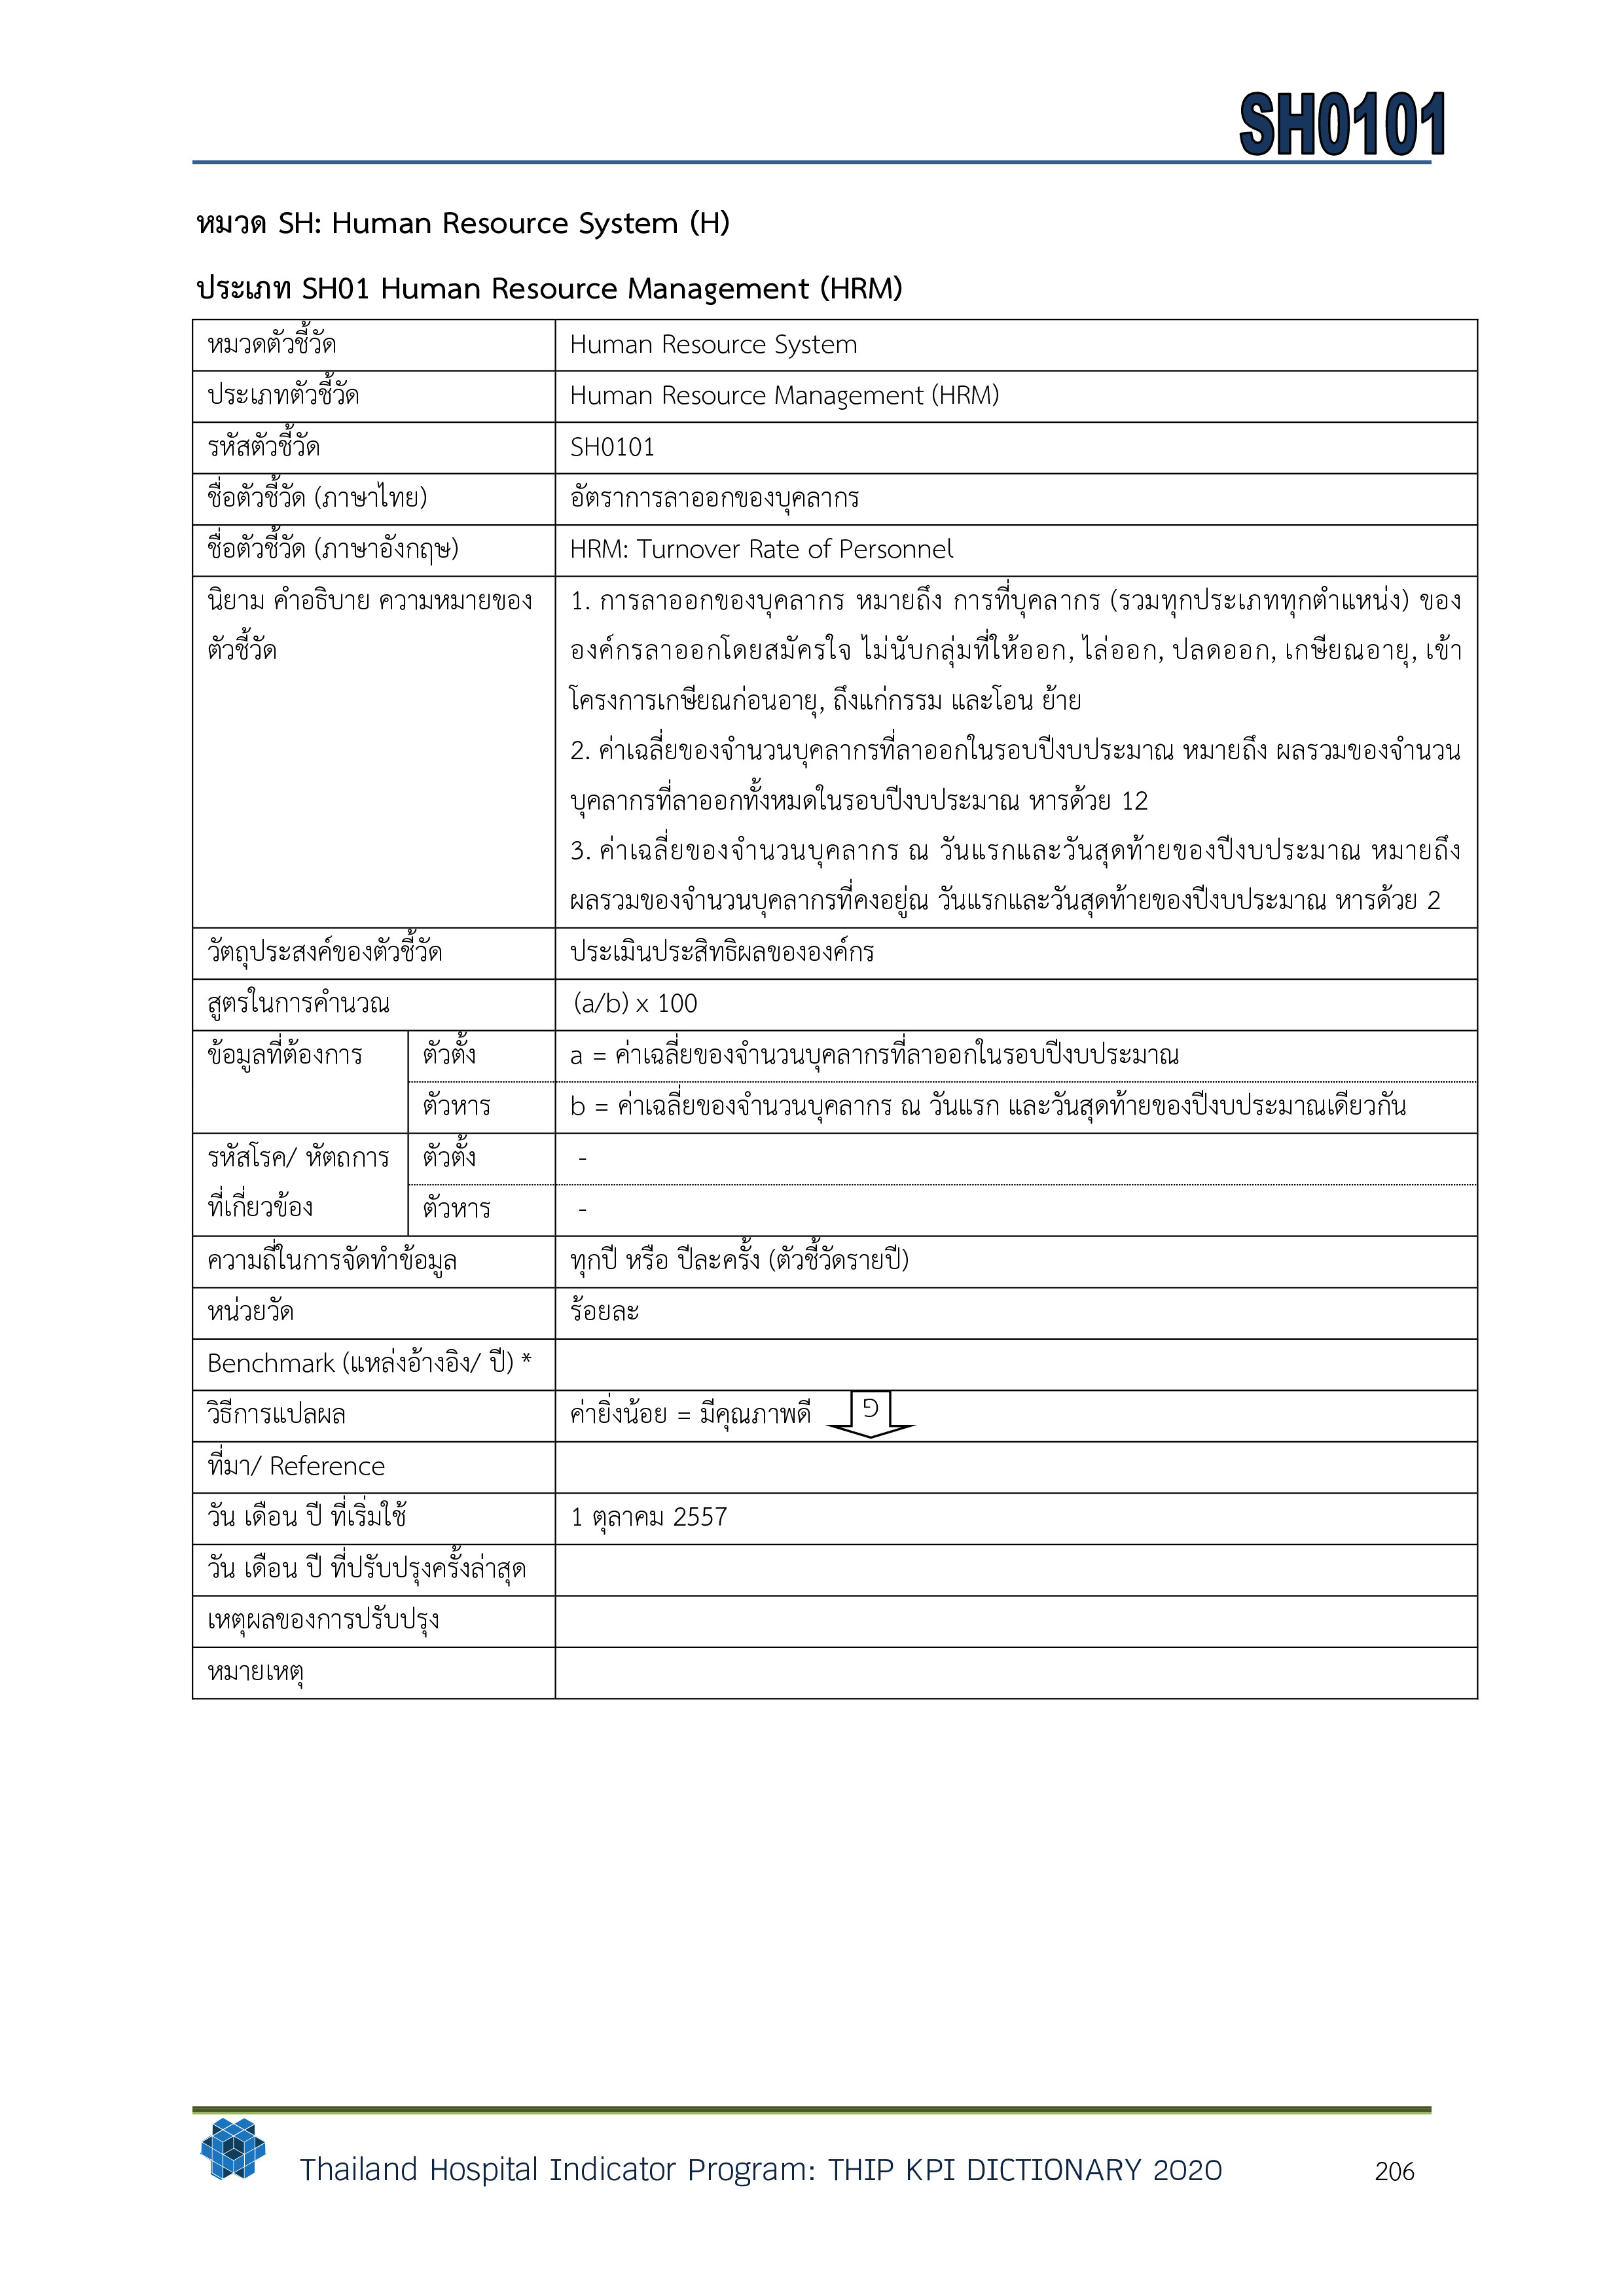 SH0101
หมวด SH: Human Resource System (H)
ประเภท SH01 Human Resource Management (HRM)
หมวดตัวชี้วัด Human Resource System
ประเภทตัวชี้วัด Human Resource Management (HRM)
รหัสตัวชี้วัด SH0101
ชื่อตัวชี้วัด (ภาษาไทย) อัตราการลาออกของบุคลากร
ชื่อตัวชี้วัด (ภาษาอังกฤษ) HRM: Turnover Rate of Personnel
นิยาม คำอธิบาย ความหมายของ
ตัวชี้วัด
1. การลาออกของบุคลากร หมายถึง การที่บุคลากร (รวมทุกประเภททุกตำแหน่ง) ของ
องค์กรลาออกโดยสมัครใจ ไม่นับกลุ่มที่ให้ออก, ไล่ออก, ปลดออก, เกษียณอายุ, เข้า
โครงการเกษียณก่อนอายุ, ถึงแก่กรรม และโอน ย้าย
2. ค่าเฉลี่ยของจำนวนบุคลากรที่ลาออกในรอบปีงบประมาณ หมายถึง ผลรวมของจำนวน
บุคลากรที่ลาออกทั้งหมดในรอบปีงบประมาณ หารด้วย 12
3. ค่าเฉลี่ยของจำนวนบุคลากร ณ วันแรกและวันสุดท้ายของปีงบประมาณ หมายถึง
ผลรวมของจำนวนบุคลากรที่คงอยู่ณ วันแรกและวันสุดท้ายของปีงบประมาณ หารด้วย 2
วัตถุประสงค์ของตัวชี้วัด ประเมินประสิทธิผลขององค์กร
สูตรในการคำนวณ (a/b) x 100
ข้อมูลที่ต้องการ ตัวตั้ง a = ค่าเฉลี่ยของจำนวนบุคลากรที่ลาออกในรอบปีงบประมาณ
ตัวหาร b = ค่าเฉลี่ยของจำนวนบุคลากร ณ วันแรก และวันสุดท้ายของปีงบประมาณเดียวกัน
รหัสโรค/ หัตถการ ตัวตั้ง -
ที่เกี่ยวข้อง ตัวหาร -
ความถี่ในการจัดทำข้อมูล ทุกปี หรือ ปีละครั้ง (ตัวชี้วัดรายปี)
หน่วยวัด ร้อยละ
Benchmark (แหล่งอ้างอิง/ ปี) *
วิธีการแปลผล ค่ายิ่งน้อย = มีคุณภาพดี
ที่มา/ Reference
วัน เดือน ปี ที่เริ่มใช้ 1 ตุลาคม 2557
วัน เดือน ปี ที่ปรับปรุงครั้งล่าสุด
เหตุผลของการปรับปรุง
หมายเหตุ
Thailand Hospital Indicator Program: THIP KPI DICTIONARY 2020 206